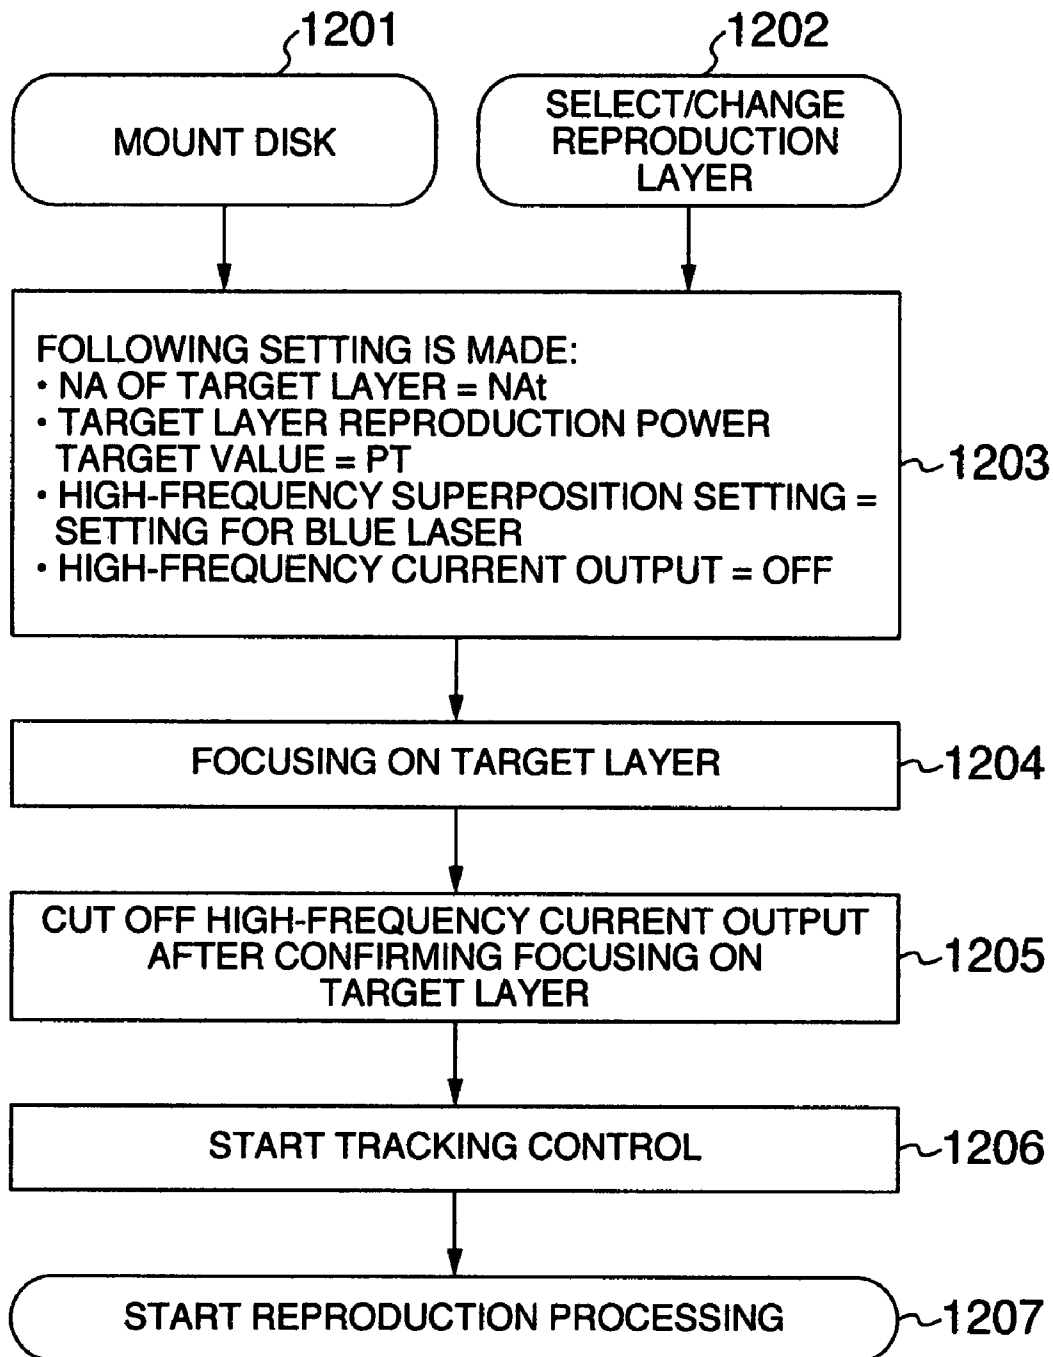 1201
1202
MOUNT DISK
SELECT/CHANGE
REPRODUCTION
LAYER
FOLLOWING SETTING IS MADE:
• NA OF TARGET LAYER = NAt
• TARGET LAYER REPRODUCTION POWER
TARGET VALUE = PT
• HIGH-FREQUENCY SUPERPOSITION SETTING =
SETTING FOR BLUE LASER
• HIGH-FREQUENCY CURRENT OUTPUT = OFF
1203
FOCUSING ON TARGET LAYER
1204
CUT OFF HIGH-FREQUENCY CURRENT OUTPUT
AFTER CONFIRMING FOCUSING ON
TARGET LAYER
1205
START TRACKING CONTROL
1206
START REPRODUCTION PROCESSING
1207